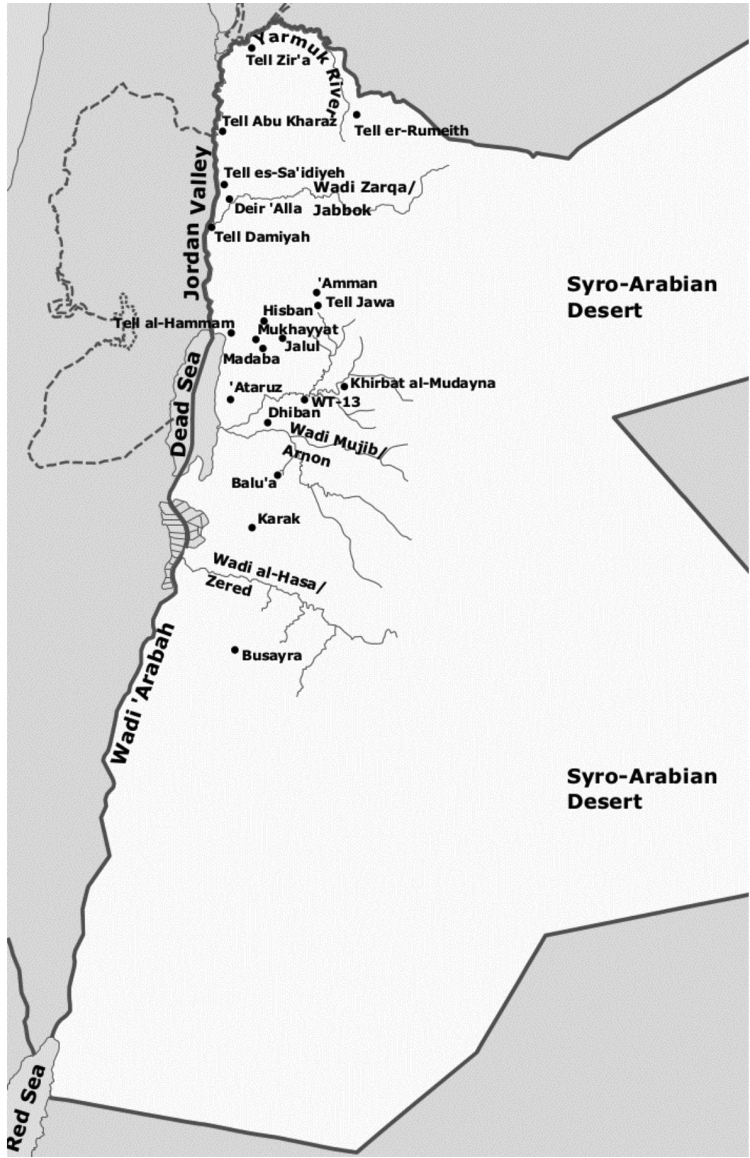 Yarmuk River
Tell Zir'a
Tell Abu Kharaz
Tell er-Rumeith
Jordan Valley
Tell es-Sa'idiyeh
Wadi Zarqa/
Jabbok
Deir 'Alla
Tell Damiyah
'Amman
Tell Jawa
Syro-Arabian
Desert
Hisban
Tell al-Hammam
Mukhayyat
Jalul
Madaba
Dead Sea
'Ataruz
Khirbat al-Mudayna
WT-13
Dhiban
Wadi Mujib/
Arnon
Balu'a
Karak
Wadi al-Hasa/
Zered
Busayra
Wadi 'Arabah
Syro-Arabian
Desert
Red Sea